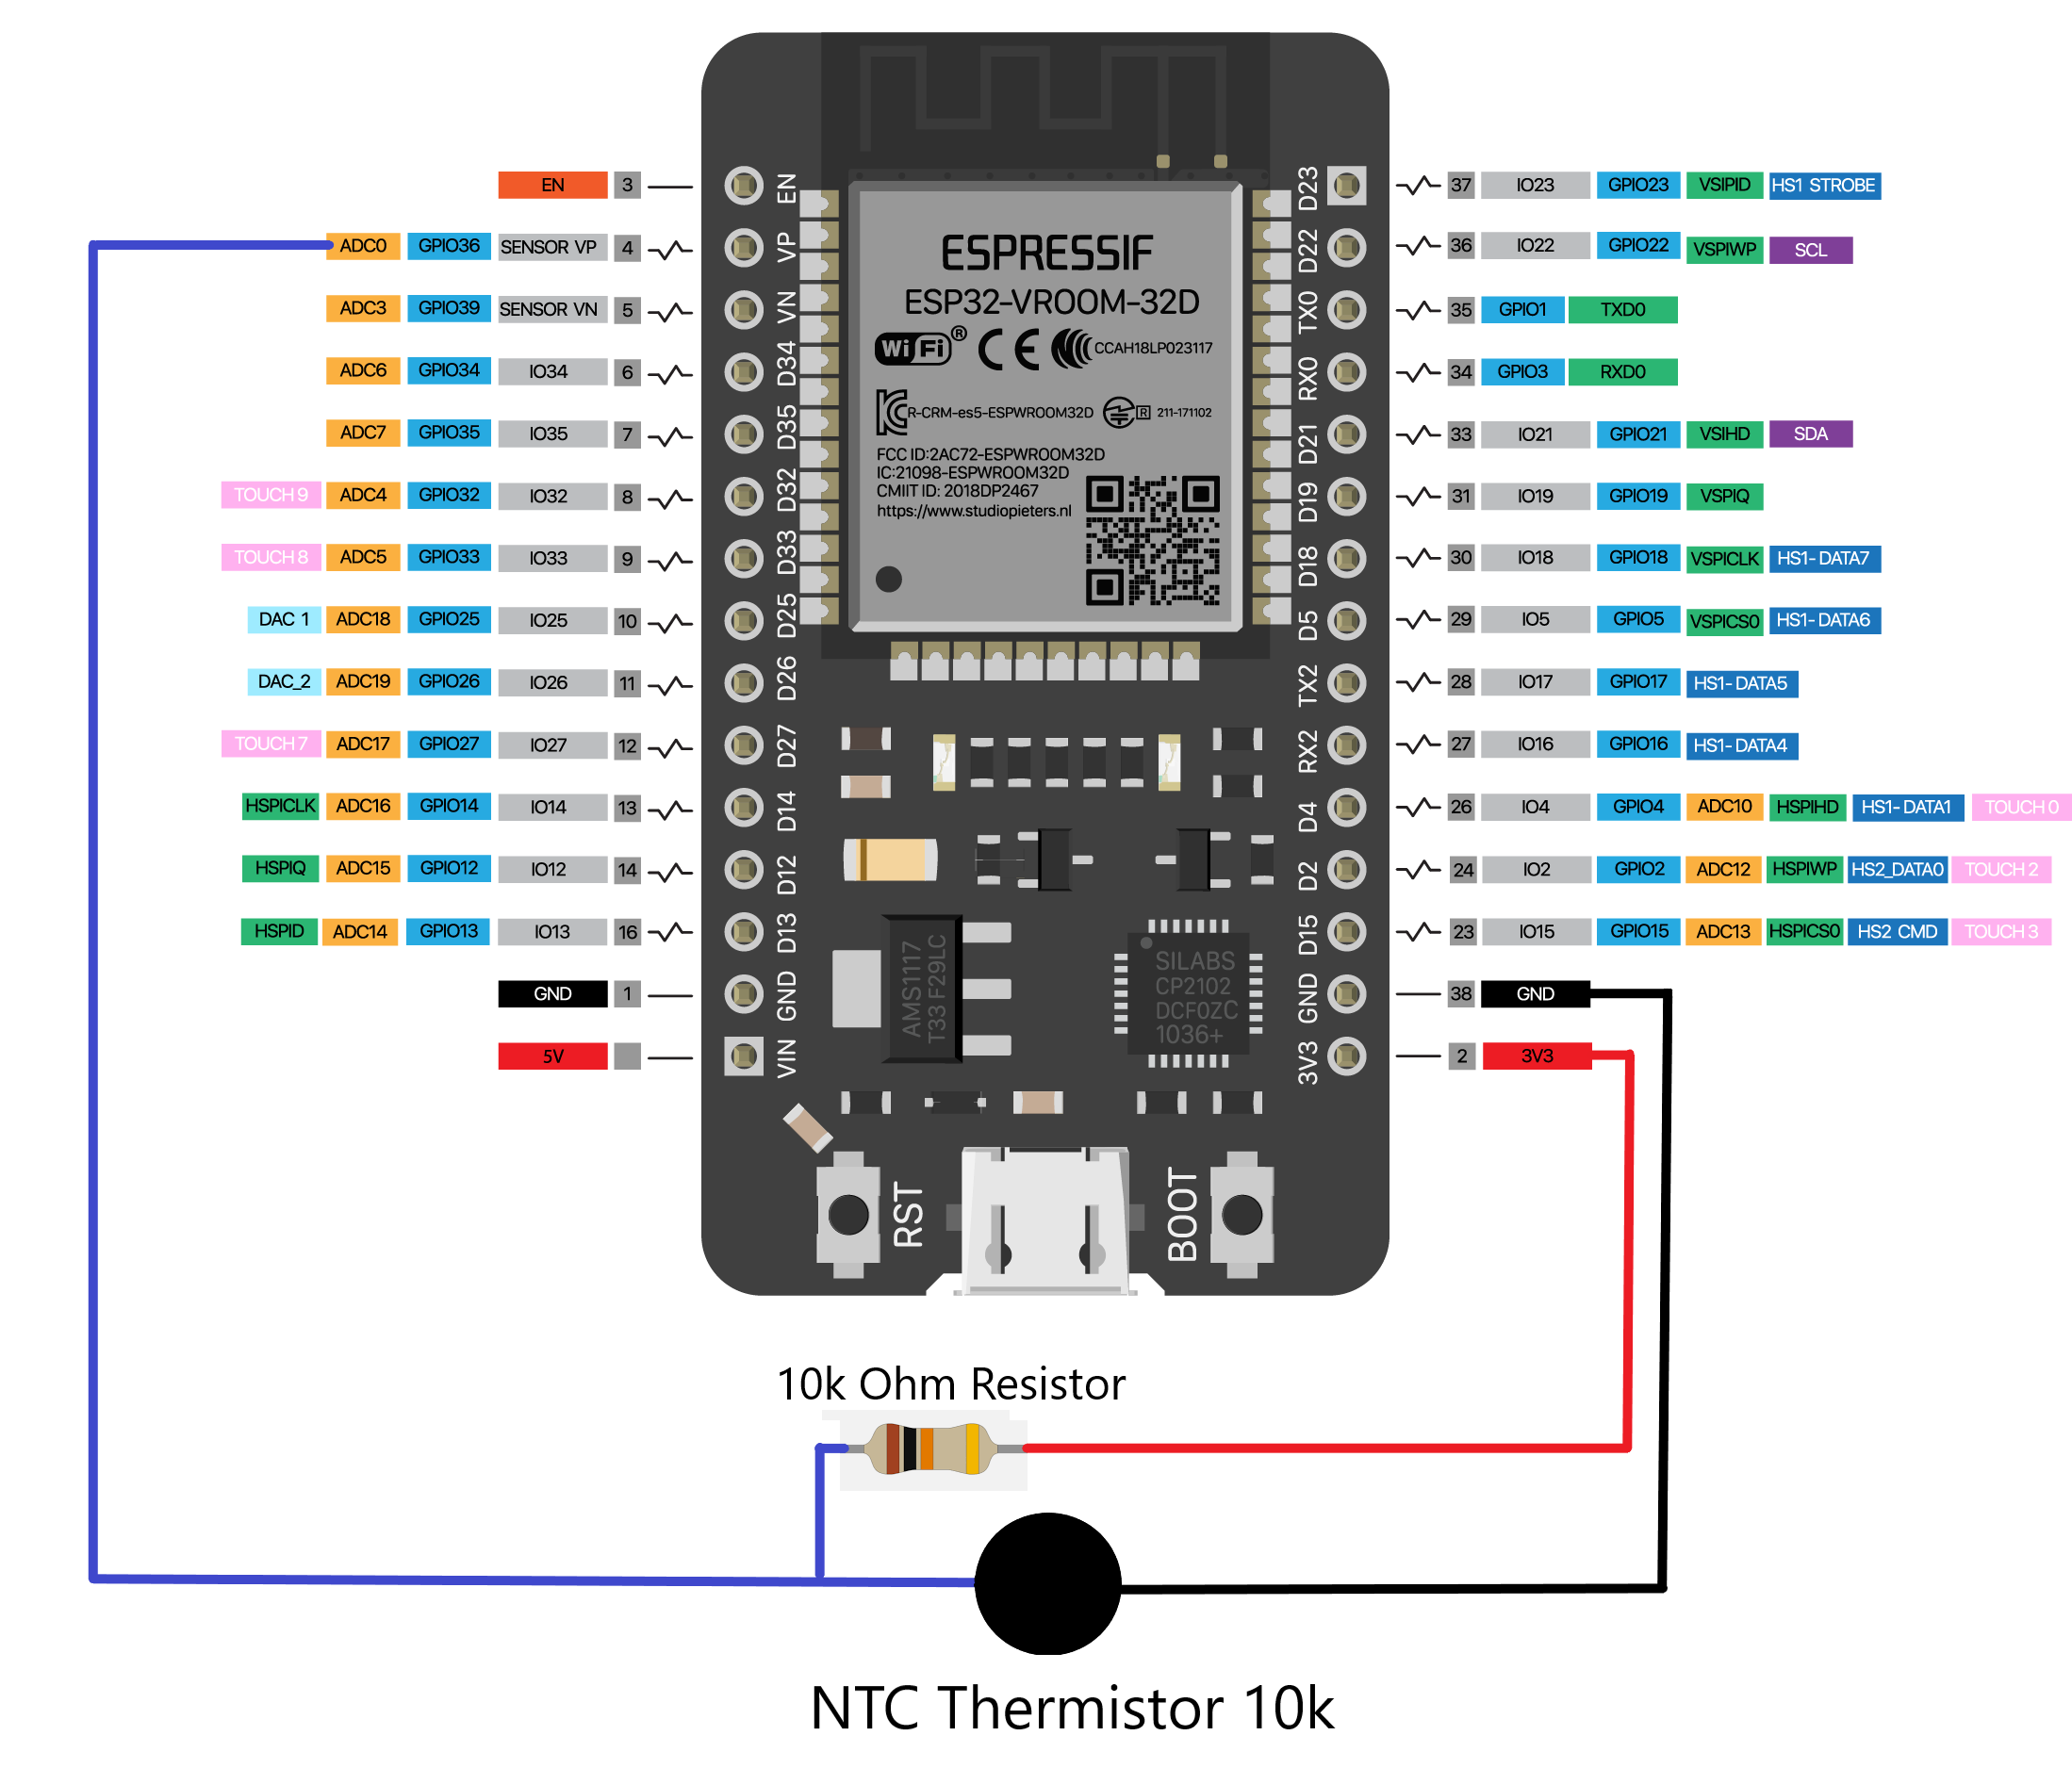 EN 3
ADC0 GPIO36 SENSOR VP 4
ADC3 GPIO39 SENSOR VN 5
ADC6 GPIO34 IO34 6
ADC7 GPIO35 IO35 7
TOUCH 9 ADC4 GPIO32 IO32 8
TOUCH 8 ADC5 GPIO33 IO33 9
DAC 1 ADC18 GPIO25 IO25 10
DAC_2 ADC19 GPIO26 IO26 11
TOUCH 7 ADC17 GPIO27 IO27 12
HSPICLK ADC16 GPIO14 IO14 13
HSPIQ ADC15 GPIO12 IO12 14
HSPID ADC14 GPIO13 IO13 16
GND 1
5V
EN
VP
VN
D34
D35
D32
D33
D25
D26
D27
D14
D12
D13
GND
VIN
ESPRESSIF
ESP32-VROOM-32D
WiFi ® CE CCAH18LP023117
R-CRM-es5-ESPWROOM32D R 211-171102
FCC ID:2AC72-ESPWROOM32D
IC:21098-ESPWROOM32D
CMIIT ID: 2018DP2467
https://www.studiopieters.nl
AMS1117
T33 F29LC
SILABS
CP2102
DCF0ZC
1036+
RST
BOOT
D23
D22
TX0
RX0
D21
D19
D18
D5
TX2
RX2
D4
D2
D15
GND
3V3
37 IO23 GPIO23 VSIPID HS1 STROBE
36 IO22 GPIO22 VSPIWP SCL
35 GPIO1 TXD0
34 GPIO3 RXD0
33 IO21 GPIO21 VSIHD SDA
31 IO19 GPIO19 VSPIQ
30 IO18 GPIO18 VSPICLK HS1-DATA7
29 IO5 GPIO5 VSPICS0 HS1-DATA6
28 IO17 GPIO17 HS1-DATA5
27 IO16 GPIO16 HS1-DATA4
26 IO4 GPIO4 ADC10 HSPIHD HS1-DATA1 TOUCH 0
24 IO2 GPIO2 ADC12 HSPIWP HS2_DATA0 TOUCH 2
23 IO15 GPIO15 ADC13 HSPICS0 HS2 CMD TOUCH 3
38 GND
2 3V3
10k Ohm Resistor
NTC Thermistor 10k